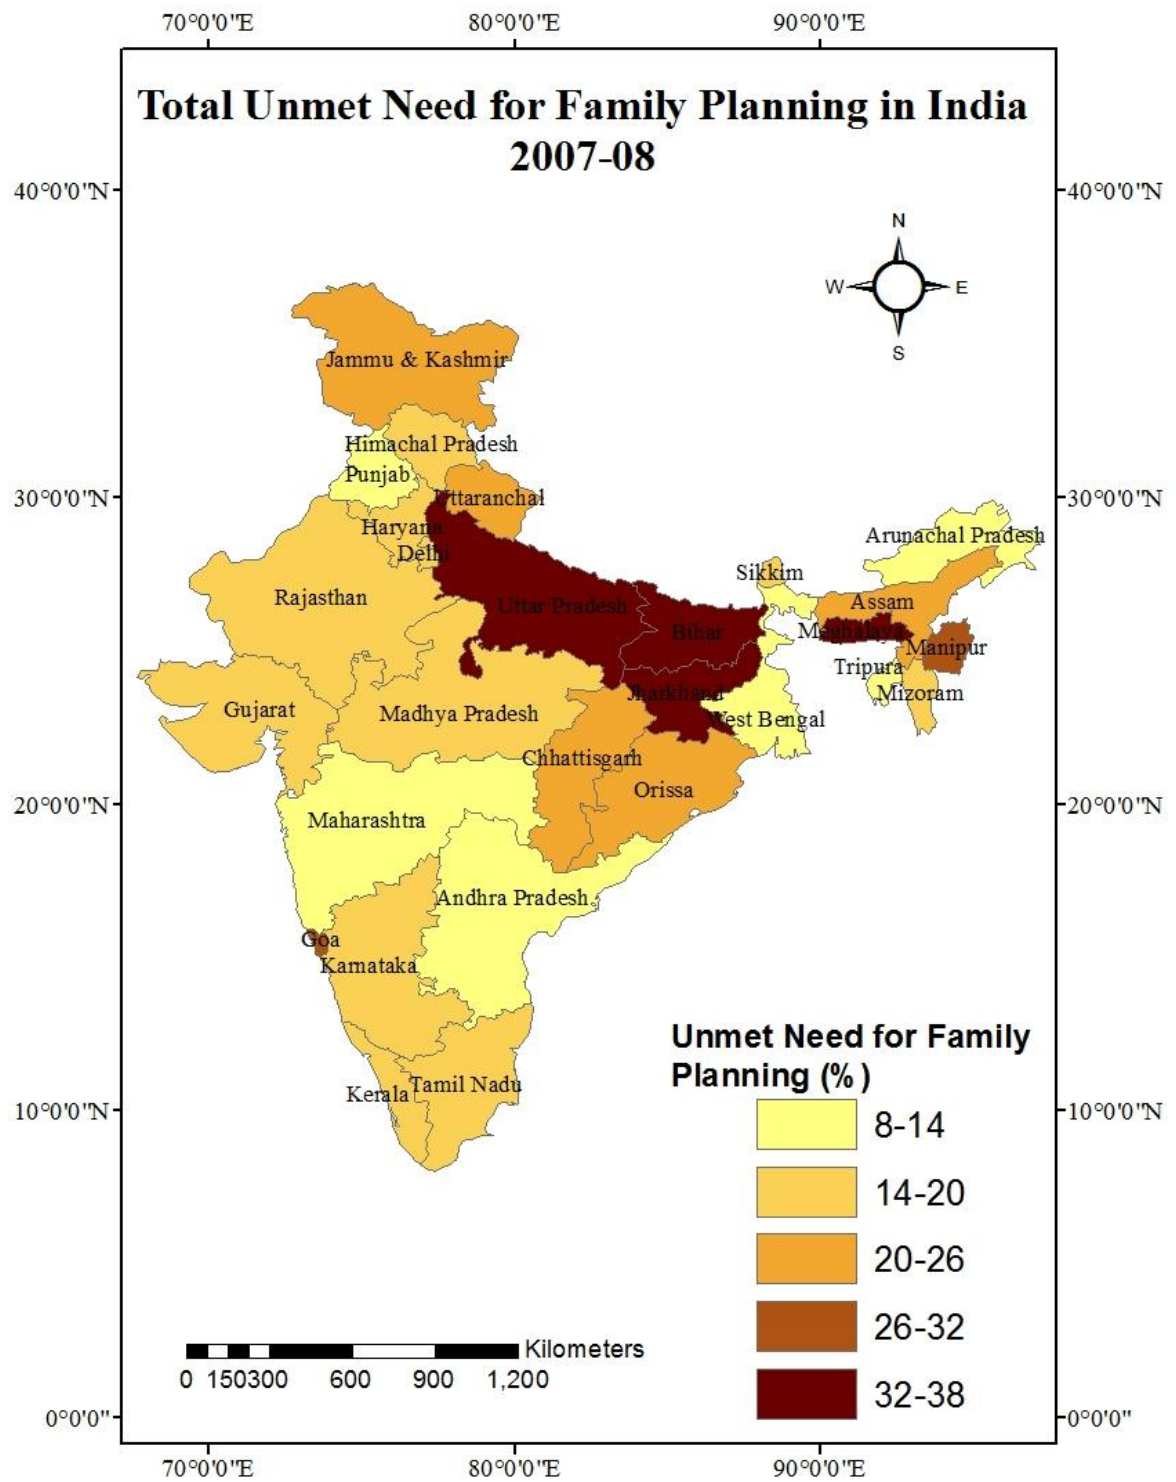 70°0'0"E 80°0'0"E 90°0'0"E
Total Unmet Need for Family Planning in India
2007-08
40°0'0"N 40°0'0"N
N
W E
S
Jammu & Kashmir
Himachal Pradesh
Punjab
30°0'0"N Uttaranchal 30°0'0"N
Haryana
Arunachal Pradesh
Delhi
Sikkim
Rajasthan
Uttar Pradesh
Assam
Bihar
Meghalaya
Manipur
Tripura
Jharkhand
Mizoram
Gujarat
Madhya Pradesh
West Bengal
Chhattisgarh
Orissa
20°0'0"N 20°0'0"N
Maharashtra
Andhra Pradesh
Goa
Karnataka
Unmet Need for Family
Planning (%)
Kerala
Tamil Nadu
10°0'0"N 10°0'0"N
8-14
14-20
20-26
26-32
32-38
Kilometers
0 150300 600 900 1,200
0°0'0" 0°0'0"
70°0'0"E 80°0'0"E 90°0'0"E